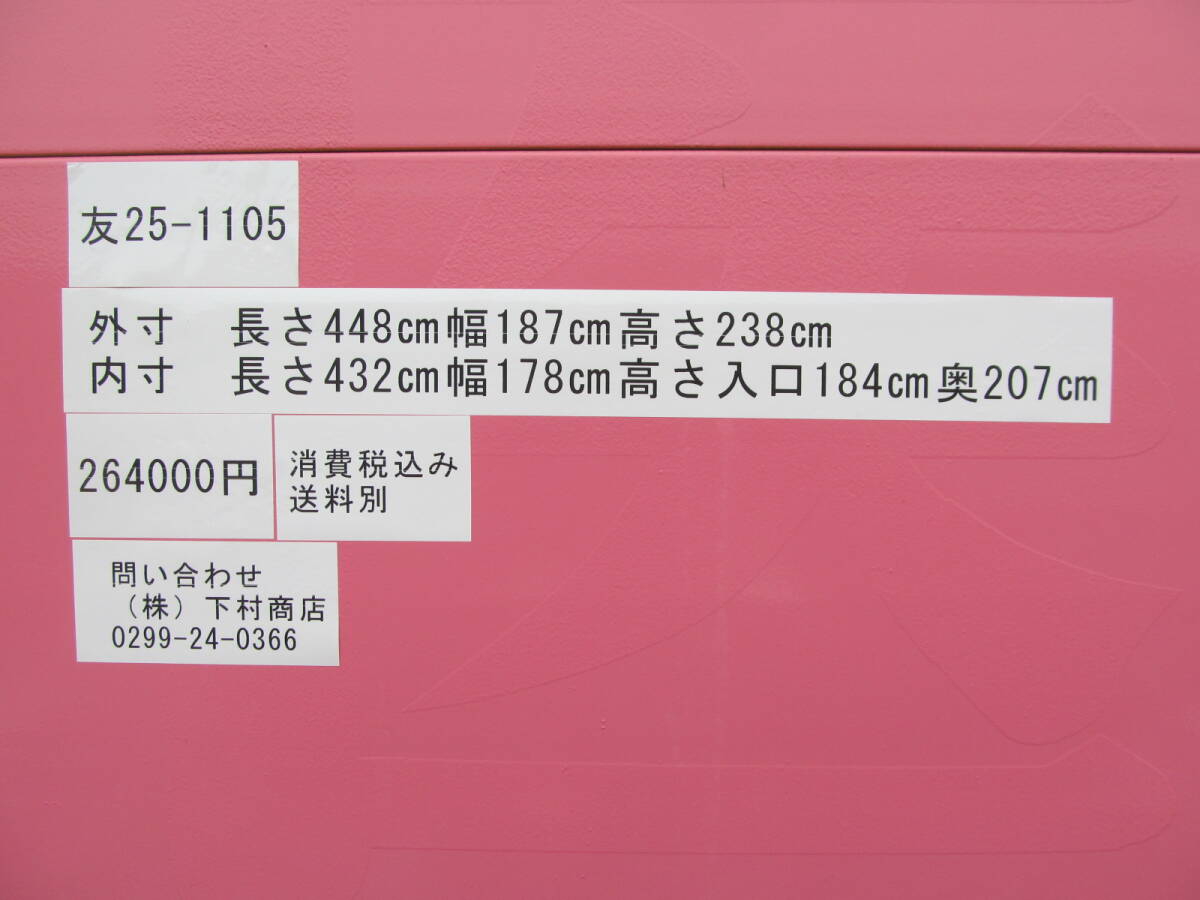 友25-1105
外寸　長さ448cm幅187cm高さ238cm
内寸　長さ432cm幅178cm高さ入口184cm奥207cm
264000円
消費税込み
送料別
問い合わせ
（株）下村商店
0299-24-0366